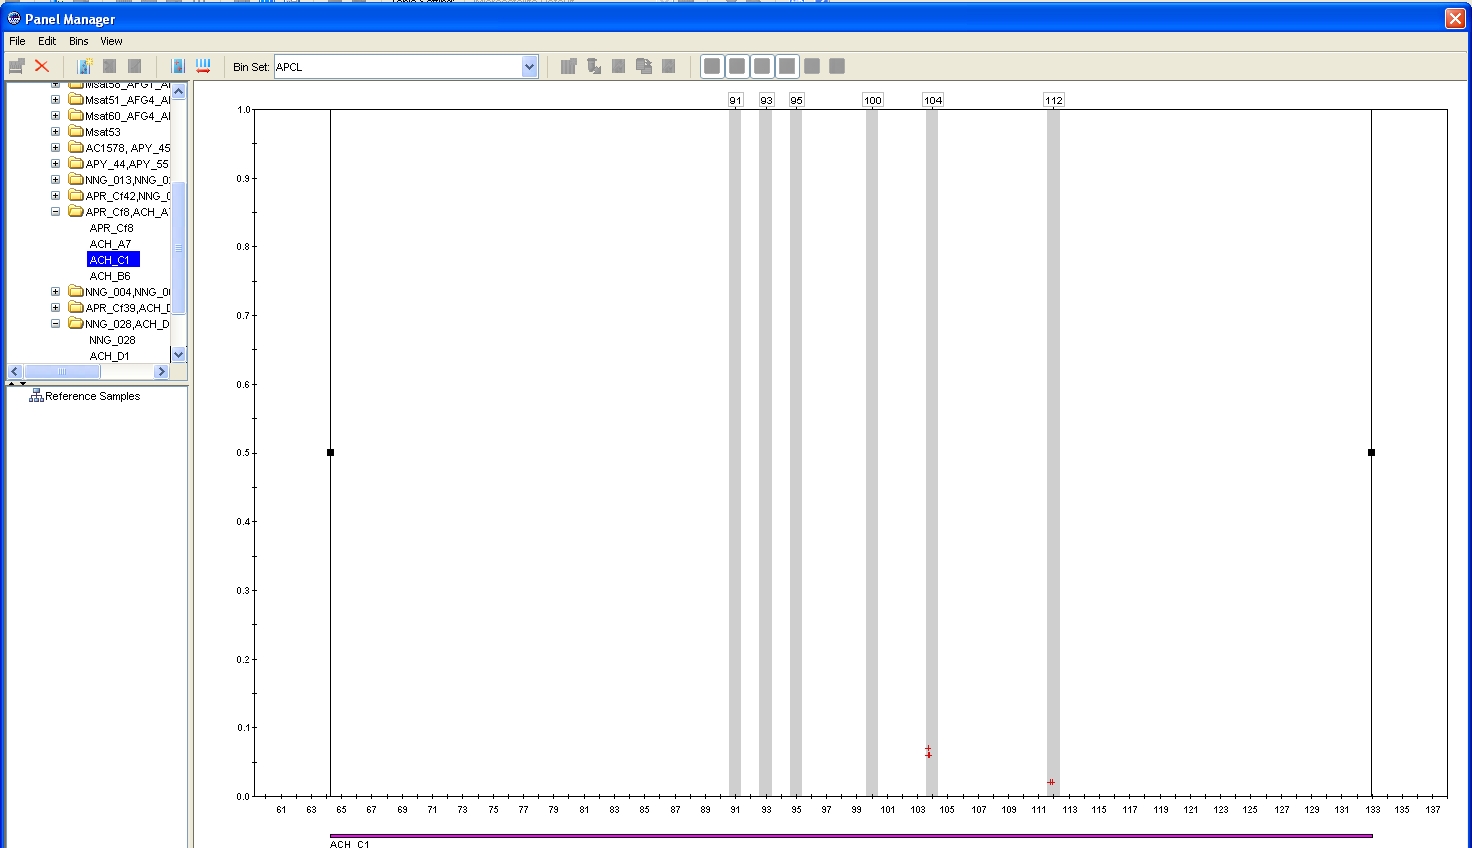 Panel Manager
File Edit Bins View
Bin Set: APCL
Msat51_AFG4_A
Msat60_AFG4_A
Msat53
AC1578, APY_45
APY_44,APY_55
NNG_013,NNG_0
APR_Cf42,NNG_0
APR_Cf8,ACH_A7
APR_Cf8
ACH_A7
ACH_C1
ACH_B6
NNG_004,NNG_0
APR_Cf39,ACH_D
NNG_028,ACH_D
NNG_028
ACH_D1
Reference Samples
91 93 95 100 104 112
1.0
0.9
0.8
0.7
0.6
0.5
0.4
0.3
0.2
0.1
0.0
61 63 65 67 69 71 73 75 77 79 81 83 85 87 89 91 93 95 97 99 101 103 105 107 109 111 113 115 117 119 121 123 125 127 129 131 133 135 137
ACH_C1